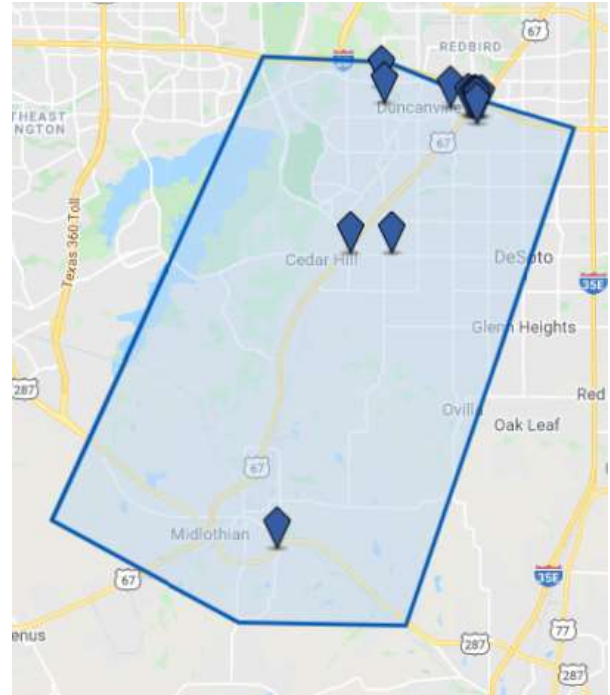 REDBIRD
67
Duncanville
THEAST
NGTON
67
Texas 360 Toll
Cedar Hill
DeSoto
35E
Glenn Heights
287
Red
Ovilla
Oak Leaf
67
Midlothian
67
35E
enus
77
287
287